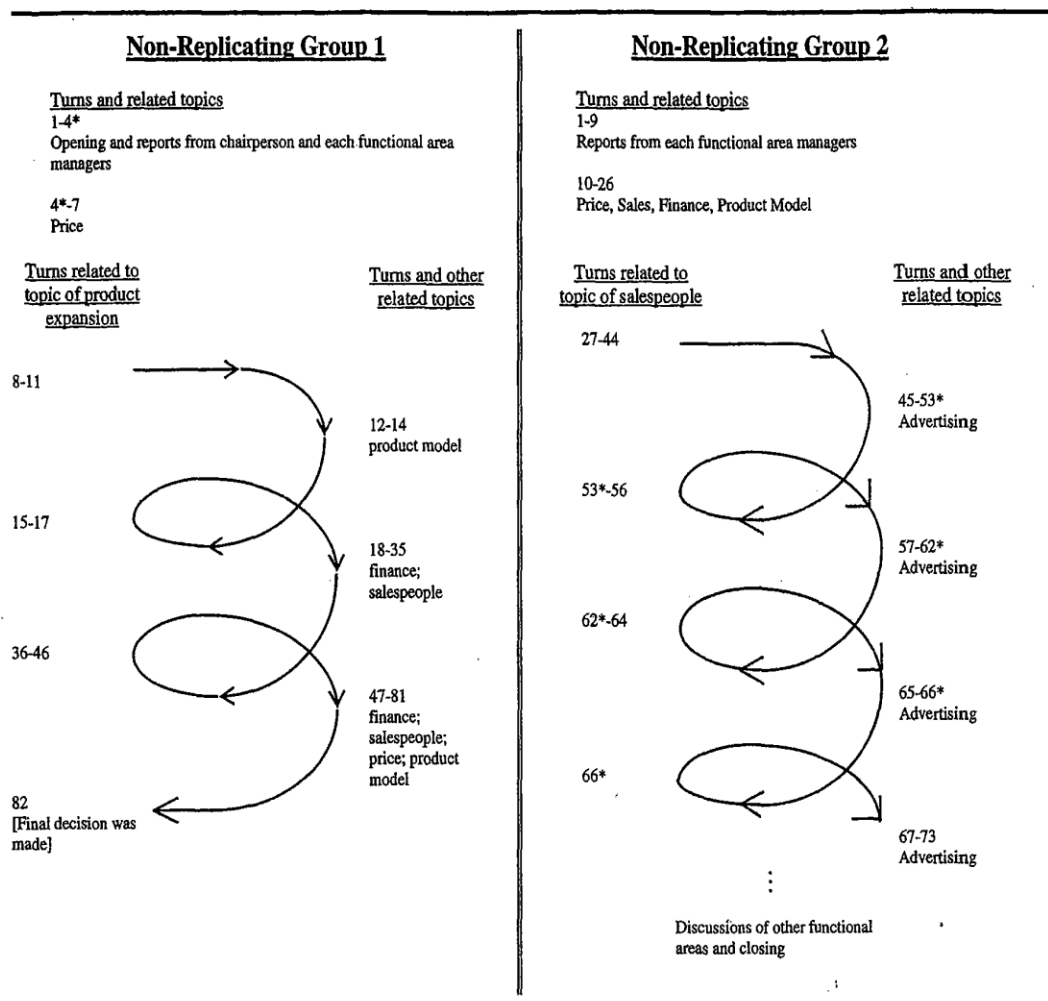 Non-Replicating Group 1
Turns and related topics
1-4*
Opening and reports from chairperson and each functional area
managers
4*-7
Price
Turns related to
topic of product
expansion
Turns and other
related topics
8-11
12-14
product model
15-17
18-35
finance;
salespeople
36-46
47-81
finance;
salespeople;
price; product
model
82
[Final decision was
made]
Non-Replicating Group 2
Turns and related topics
1-9
Reports from each functional area managers
10-26
Price, Sales, Finance, Product Model
Turns related to
topic of salespeople
Turns and other
related topics
27-44
45-53*
Advertising
53*-56
57-62*
Advertising
62*-64
65-66*
Advertising
66*
67-73
Advertising
Discussions of other functional
areas and closing